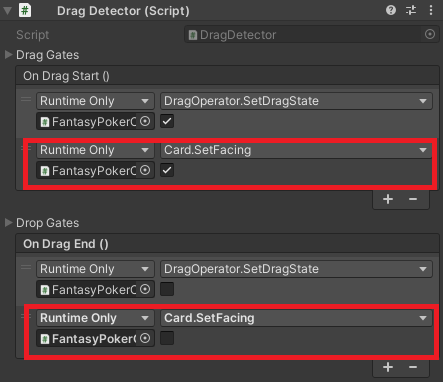 Drag Detector (Script)
Script DragDetector
Drag Gates
On Drag Start ()
Runtime Only DragOperator.SetDragState
FantasyPokerC
Runtime Only Card.SetFacing
FantasyPokerC
Drop Gates
On Drag End ()
Runtime Only DragOperator.SetDragState
FantasyPokerC
Runtime Only Card.SetFacing
FantasyPokerC